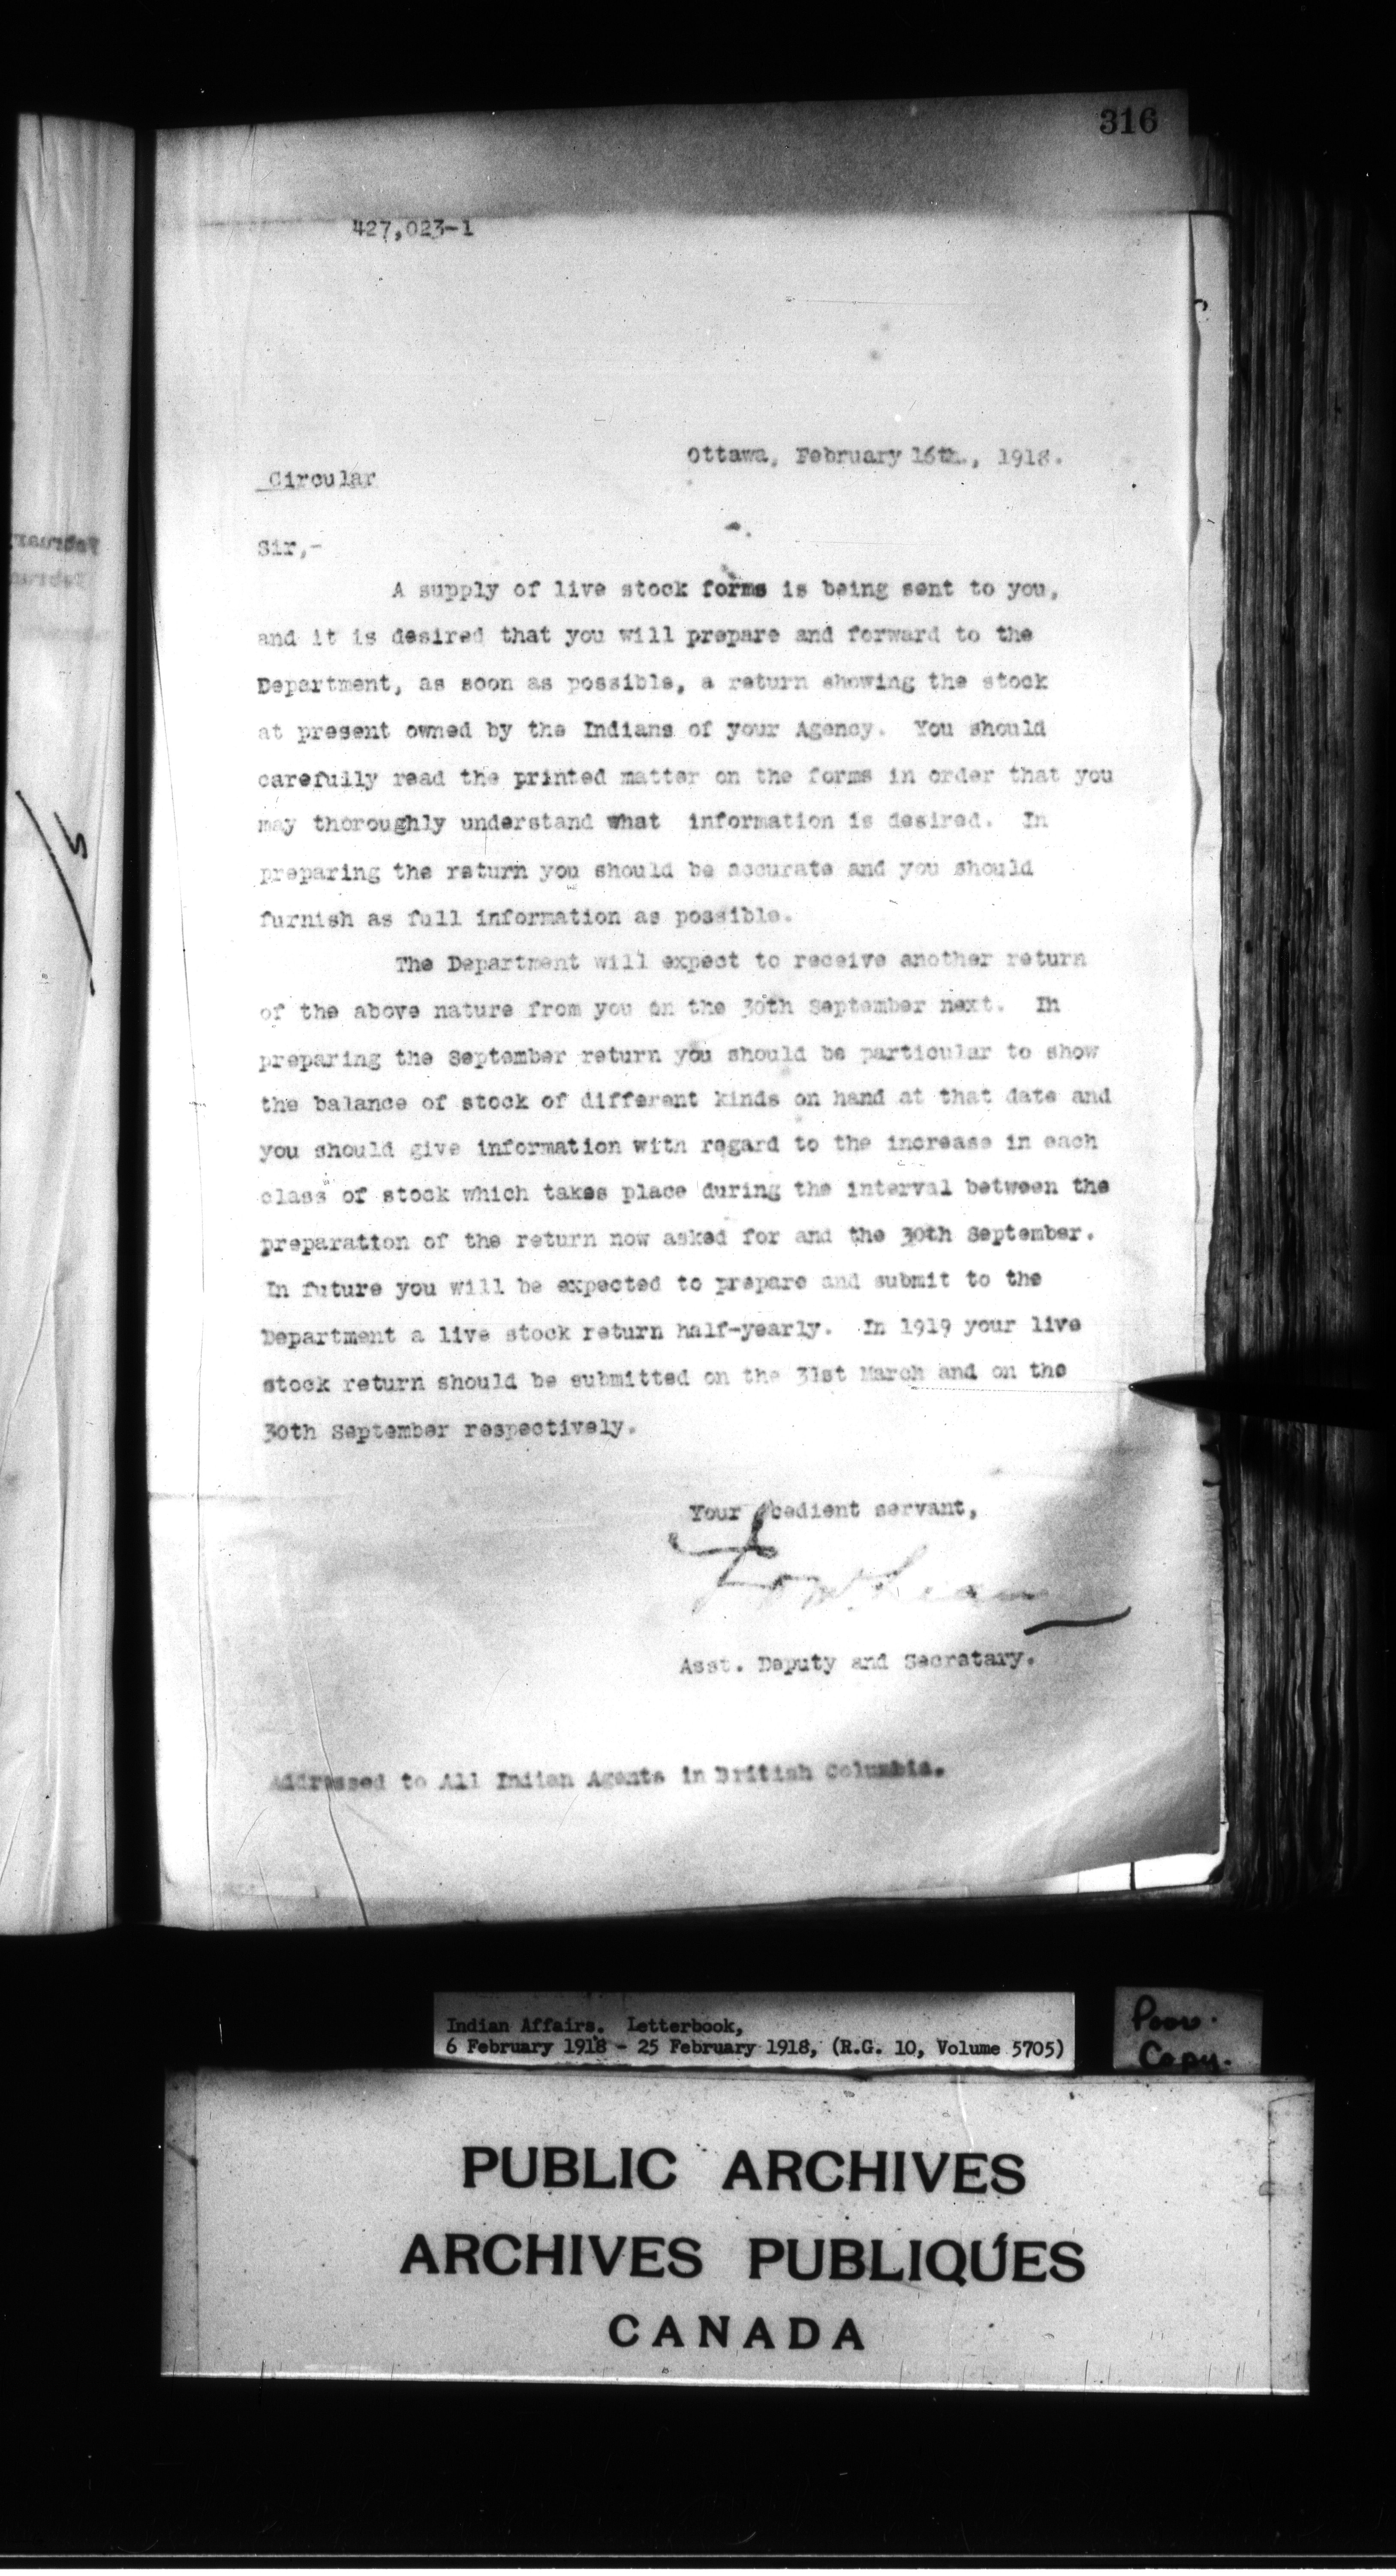 316
427,023-1
Ottawa, February 16th., 1918.
Circular
Sir,-
A supply of live stock forms is being sent to you,
and it is desired that you will prepare and forward to the
Department, as soon as possible, a return showing the stock
at present owned by the Indians of your Agency. You should
carefully read the printed matter on the forms in order that you
may thoroughly understand what information is desired. In
preparing the return you should be accurate and you should
furnish as full information as possible.
The Department will expect to receive another return
of the above nature from you on the 30th September next. In
preparing the September return you should be particular to show
the balance of stock of different kinds on hand at that date and
you should give information with regard to the increase in each
class of stock which takes place during the interval between the
preparation of the return now asked for and the 30th September.
In future you will be expected to prepare and submit to the
Department a live stock return half-yearly. In 1919 your live
stock return should be submitted on the 31st March and on the
30th September respectively.
Your obedient servant,
Asst. Deputy and Secretary.
Addressed to All Indian Agents in British Columbia.
Indian Affairs. Letterbook,
6 February 1918 - 25 February 1918, (R.G. 10, Volume 5705)
Poor
Copy.
PUBLIC ARCHIVES
ARCHIVES PUBLIQUES
CANADA